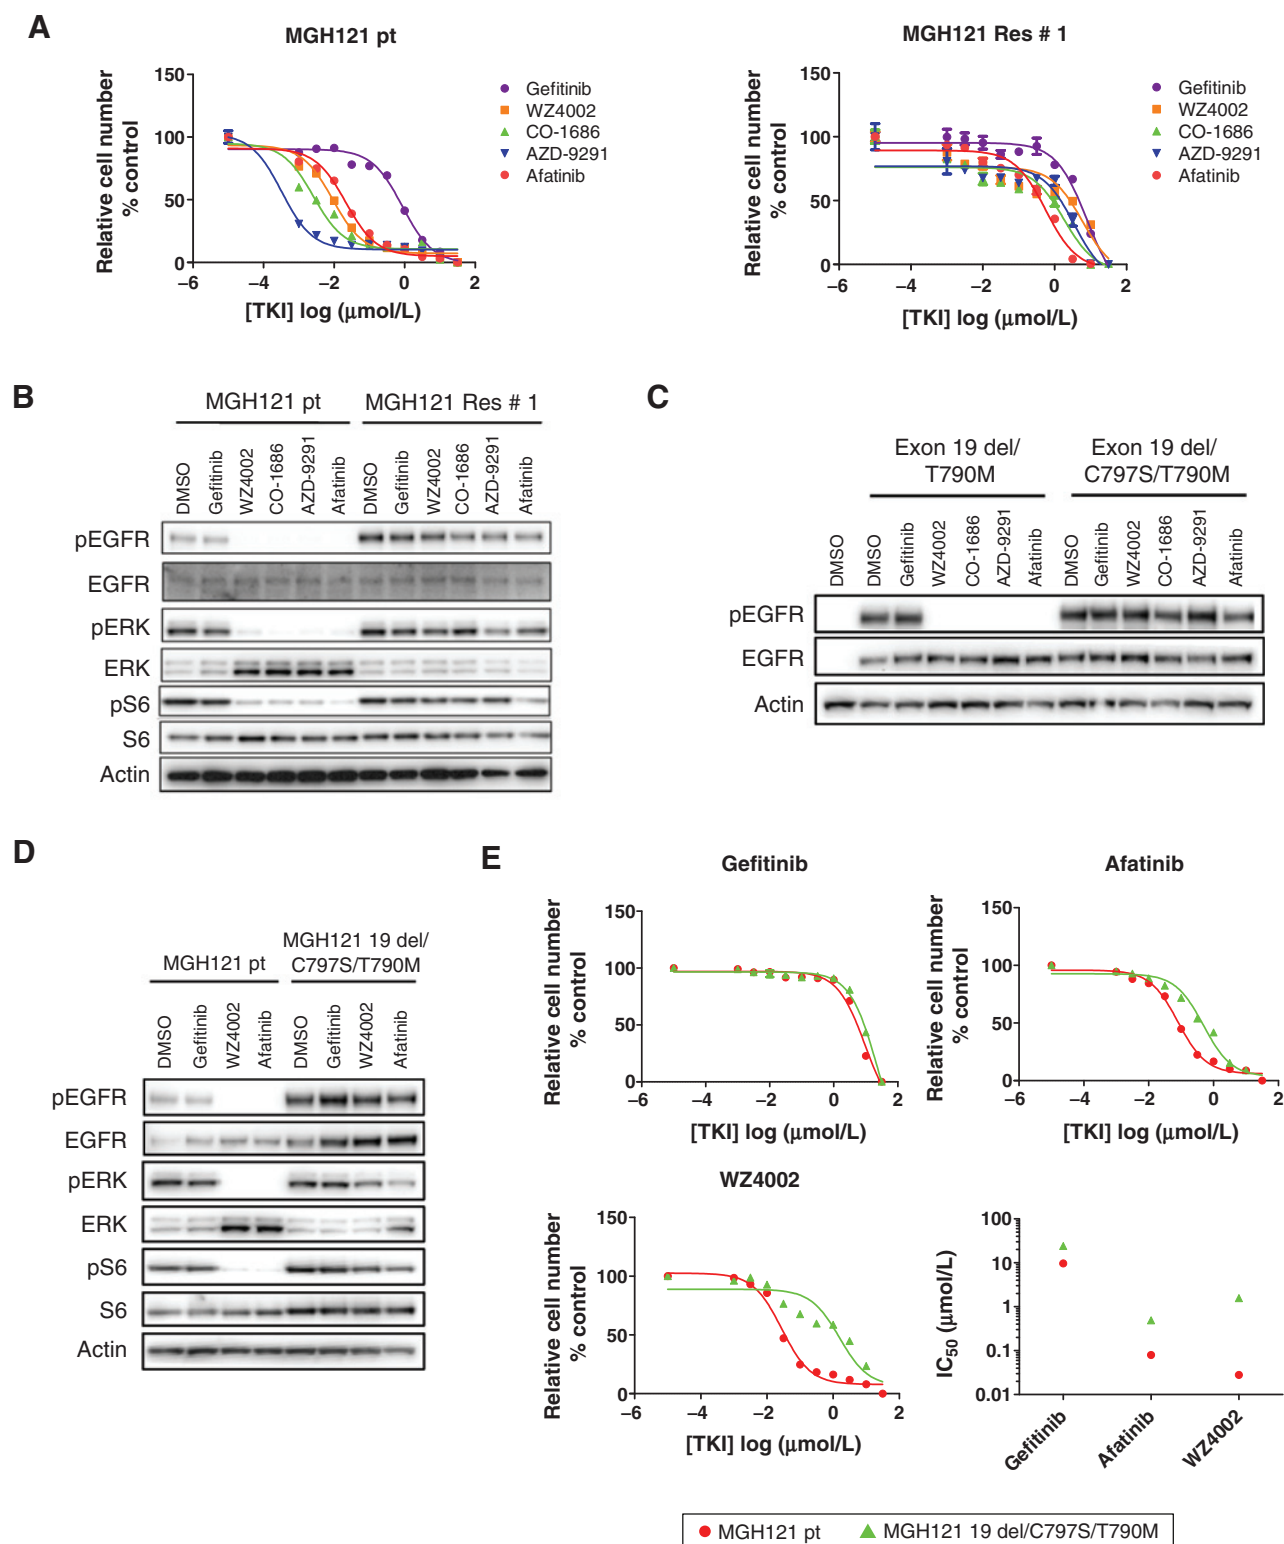 A
MGH121 pt
150
100
50
0
−6
−4
−2
0
2
Relative cell number
% control
[TKI] log (μmol/L)
Gefitinib
WZ4002
CO-1686
AZD-9291
Afatinib
MGH121 Res # 1
150
100
50
0
−6
−4
−2
0
2
Relative cell number
% control
[TKI] log (μmol/L)
Gefitinib
WZ4002
CO-1686
AZD-9291
Afatinib
B
MGH121 pt
MGH121 Res # 1
DMSO
Gefitinib
WZ4002
CO-1686
AZD-9291
Afatinib
DMSO
Gefitinib
WZ4002
CO-1686
AZD-9291
Afatinib
pEGFR
EGFR
pERK
ERK
pS6
S6
Actin
C
Exon 19 del/
T790M
Exon 19 del/
C797S/T790M
DMSO
DMSO
Gefitinib
WZ4002
CO-1686
AZD-9291
Afatinib
DMSO
Gefitinib
WZ4002
CO-1686
AZD-9291
Afatinib
pEGFR
EGFR
Actin
D
MGH121 pt
MGH121 19 del/
C797S/T790M
DMSO
Gefitinib
WZ4002
Afatinib
DMSO
Gefitinib
WZ4002
Afatinib
pEGFR
EGFR
pERK
ERK
pS6
S6
Actin
E
Gefitinib
150
100
50
0
−6
−4
−2
0
2
Relative cell number
% control
[TKI] log (μmol/L)
Afatinib
150
100
50
0
−6
−4
−2
0
2
Relative cell number
% control
[TKI] log (μmol/L)
WZ4002
150
100
50
0
−6
−4
−2
0
2
Relative cell number
% control
[TKI] log (μmol/L)
100
10
1
0.1
0.01
IC50 (μmol/L)
Gefitinib
Afatinib
WZ4002
MGH121 pt
MGH121 19 del/C797S/T790M